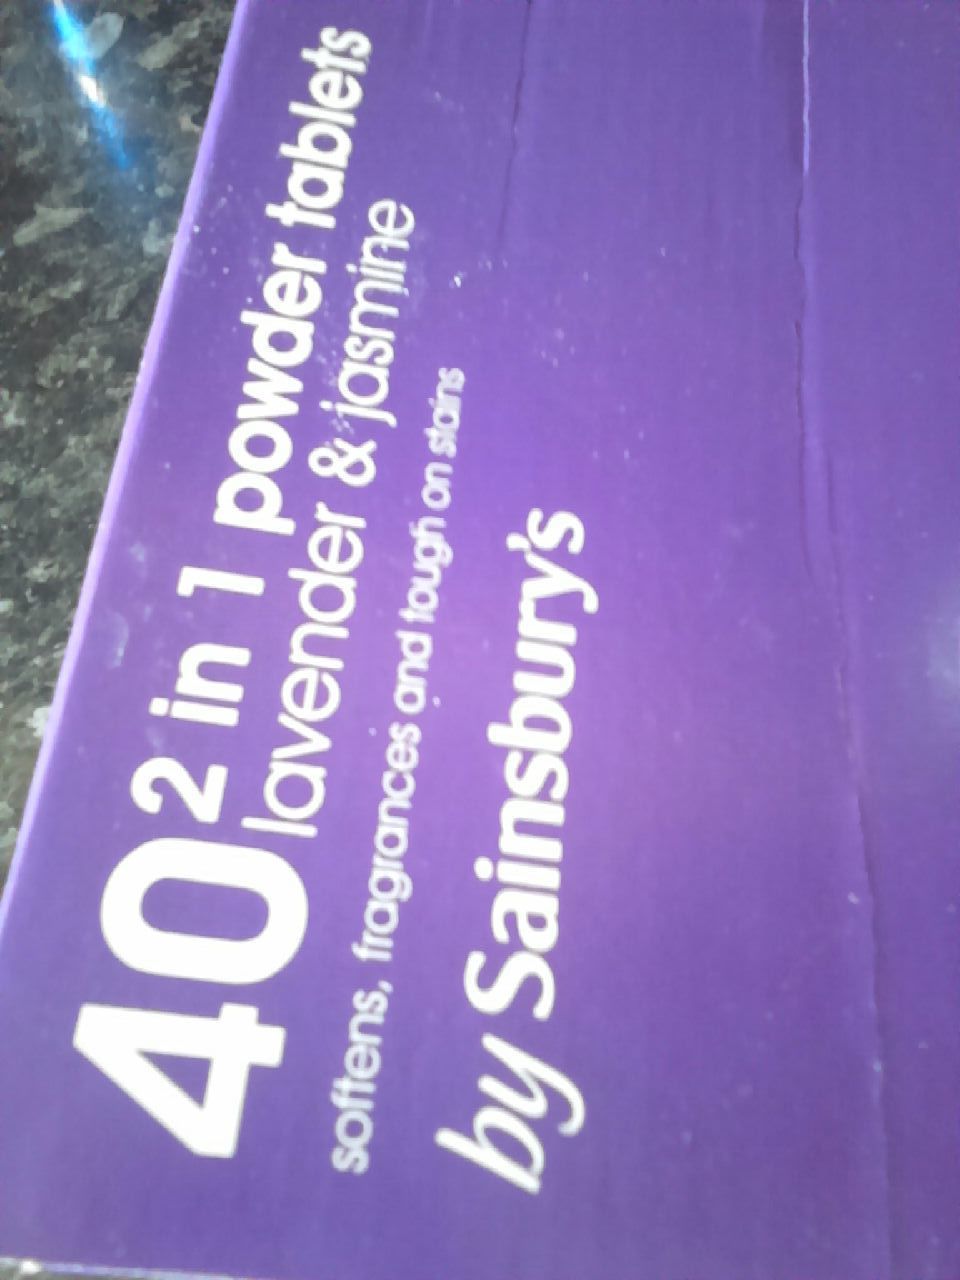 40 2 in 1 powder tablets
lavender & jasmine
softens, fragrances and tough on stains
by Sainsbury's